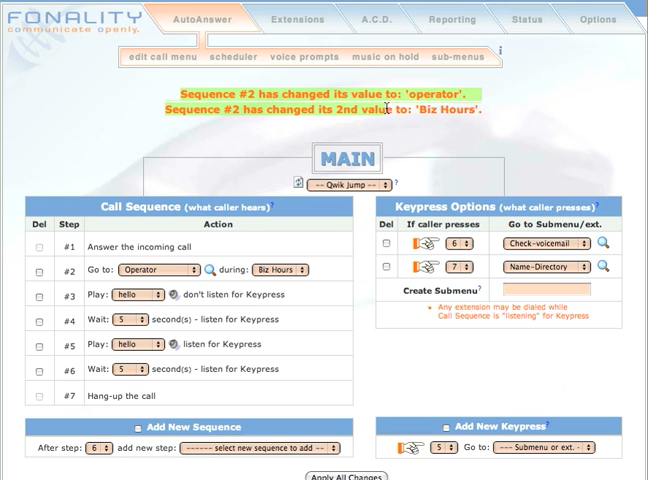 FONALITY
communicate openly.
AutoAnswer Extensions A.C.D. Reporting Status Options
edit call menu scheduler voice prompts music on hold sub-menus i
Sequence #2 has changed its value to: 'operator'.
Sequence #2 has changed its 2nd value to: 'Biz Hours'.
MAIN
-- Qwik Jump -- ?
Call Sequence (what caller hears)?
Del Step Action
#1 Answer the incoming call
#2 Go to: Operator during: Biz Hours
#3 Play: hello don't listen for Keypress
#4 Wait: 5 second(s) - listen for Keypress
#5 Play: hello listen for Keypress
#6 Wait: 5 second(s) - listen for Keypress
#7 Hang-up the call
Keypress Options (what caller presses)?
Del If caller presses Go to Submenu/ext.
6 Check-voicemail
7 Name-Directory
Create Submenu?
Any extension may be dialed while
Call Sequence is "listening" for Keypress
Add New Sequence
After step: 6 add new step: ------ select new sequence to add --
Add New Keypress?
5 Go to: --- Submenu or ext. -
Apply All Changes